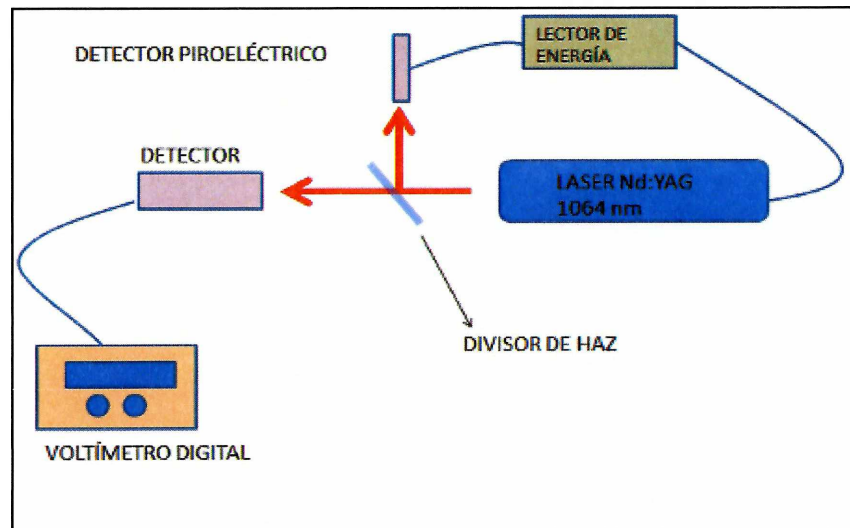 DETECTOR PIROELÉCTRICO
LECTOR DE
ENERGÍA
DETECTOR
LASER Nd:YAG
1064 nm
DIVISOR DE HAZ
VOLTÍMETRO DIGITAL